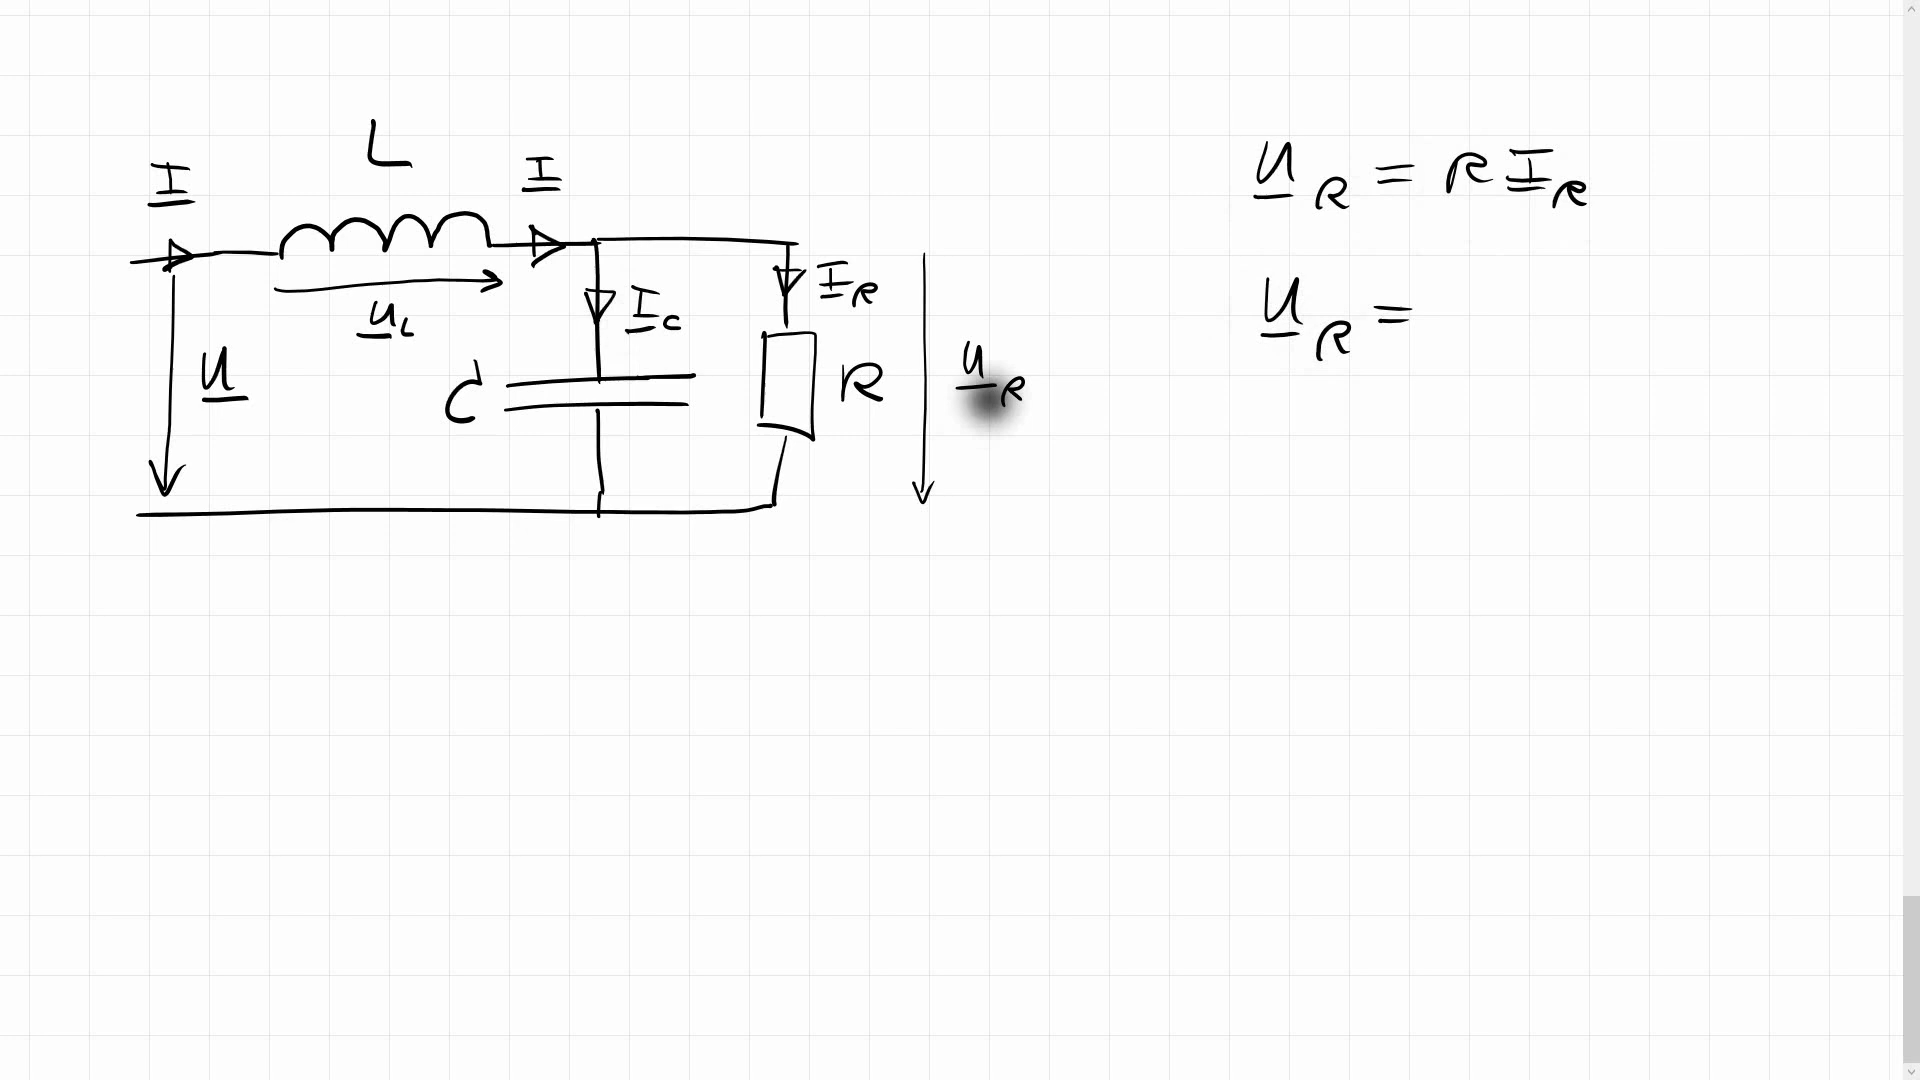 L
I
I
I_R
I_C
U_L
U
C
R
U_R
U_R = R I_R
U_R =